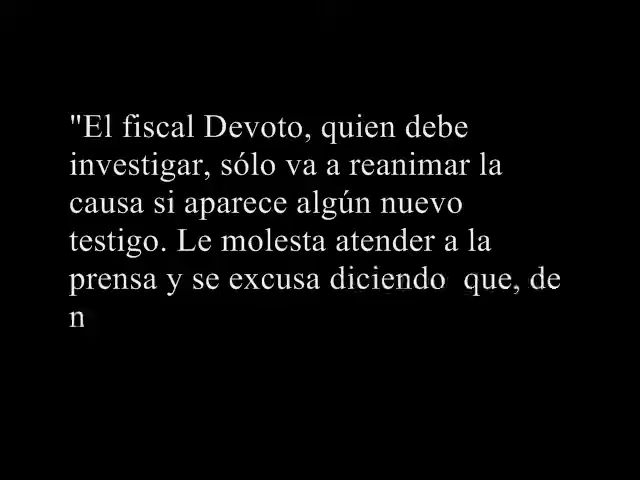 "El fiscal Devoto, quien debe
investigar, sólo va a reanimar la
causa si aparece algún nuevo
testigo. Le molesta atender a la
prensa y se excusa diciendo  que, de
n